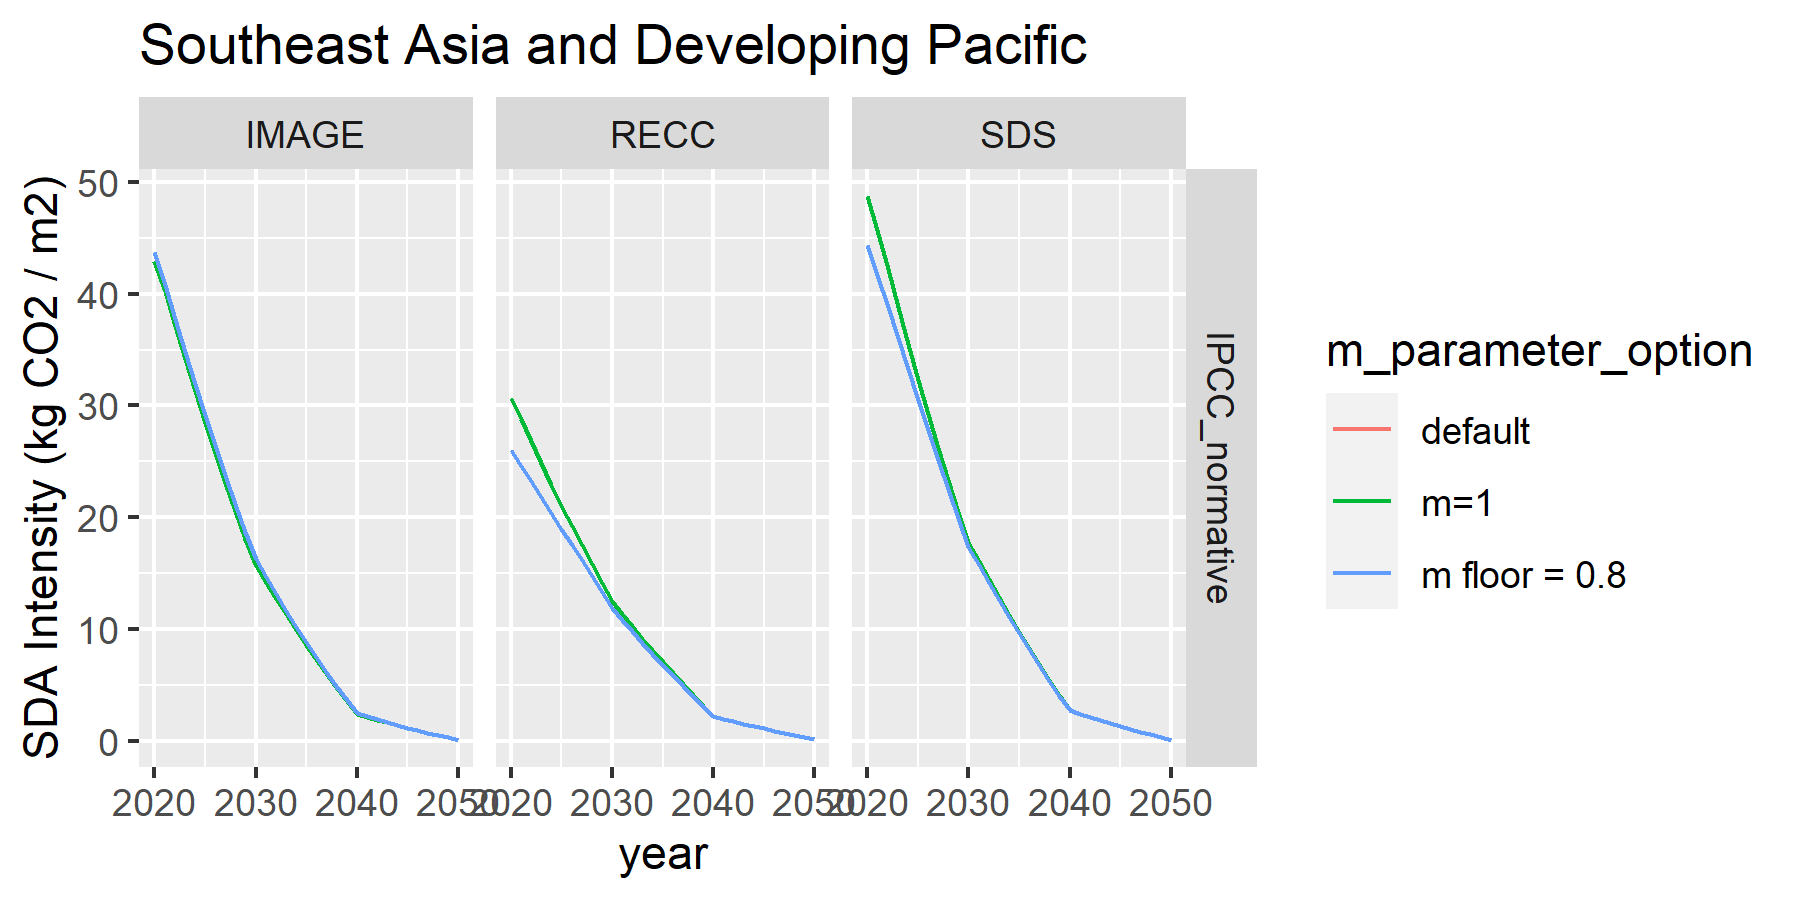 Southeast Asia and Developing Pacific
IMAGE
RECC
SDS
SDA Intensity (kg CO2 / m2)
50
40
30
20
10
0
IPCC_normative
2020 2030 2040 2050
2020 2030 2040 2050
2020 2030 2040 2050
year
m_parameter_option
default
m=1
m floor = 0.8